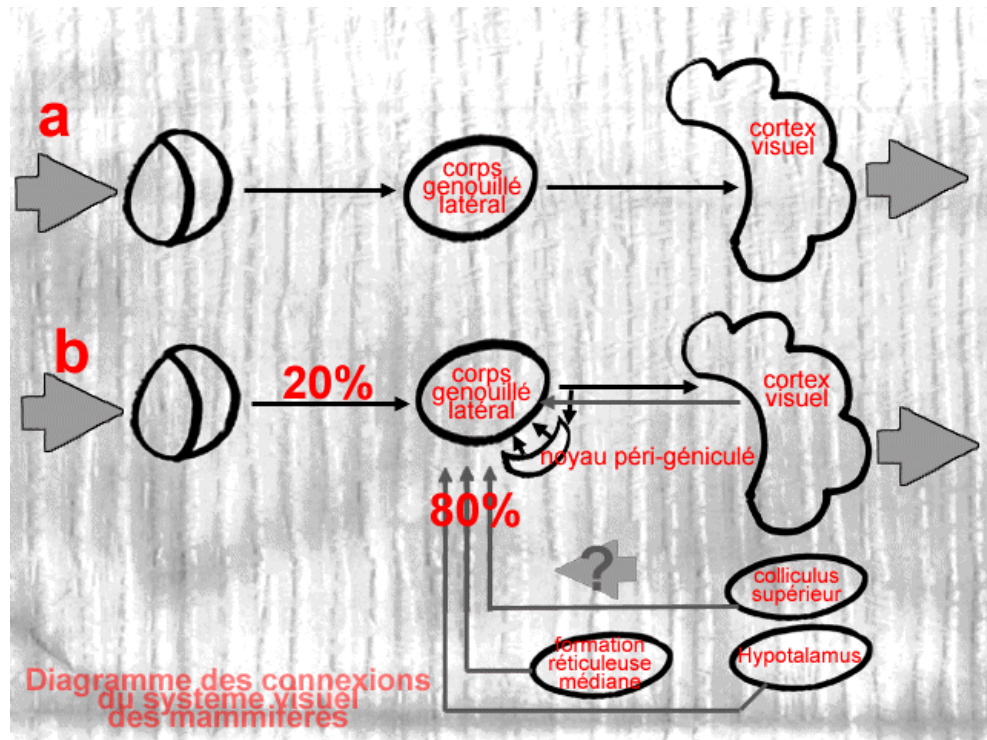 a
corps
genouillé
latéral
cortex
visuel
b
20%
corps
genouillé
latéral
cortex
visuel
noyau péri-géniculé
80%
?
colliculus
supérieur
formation
réticuleuse
médiane
Hypotalamus
Diagramme des connexions
du système visuel
des mammifères